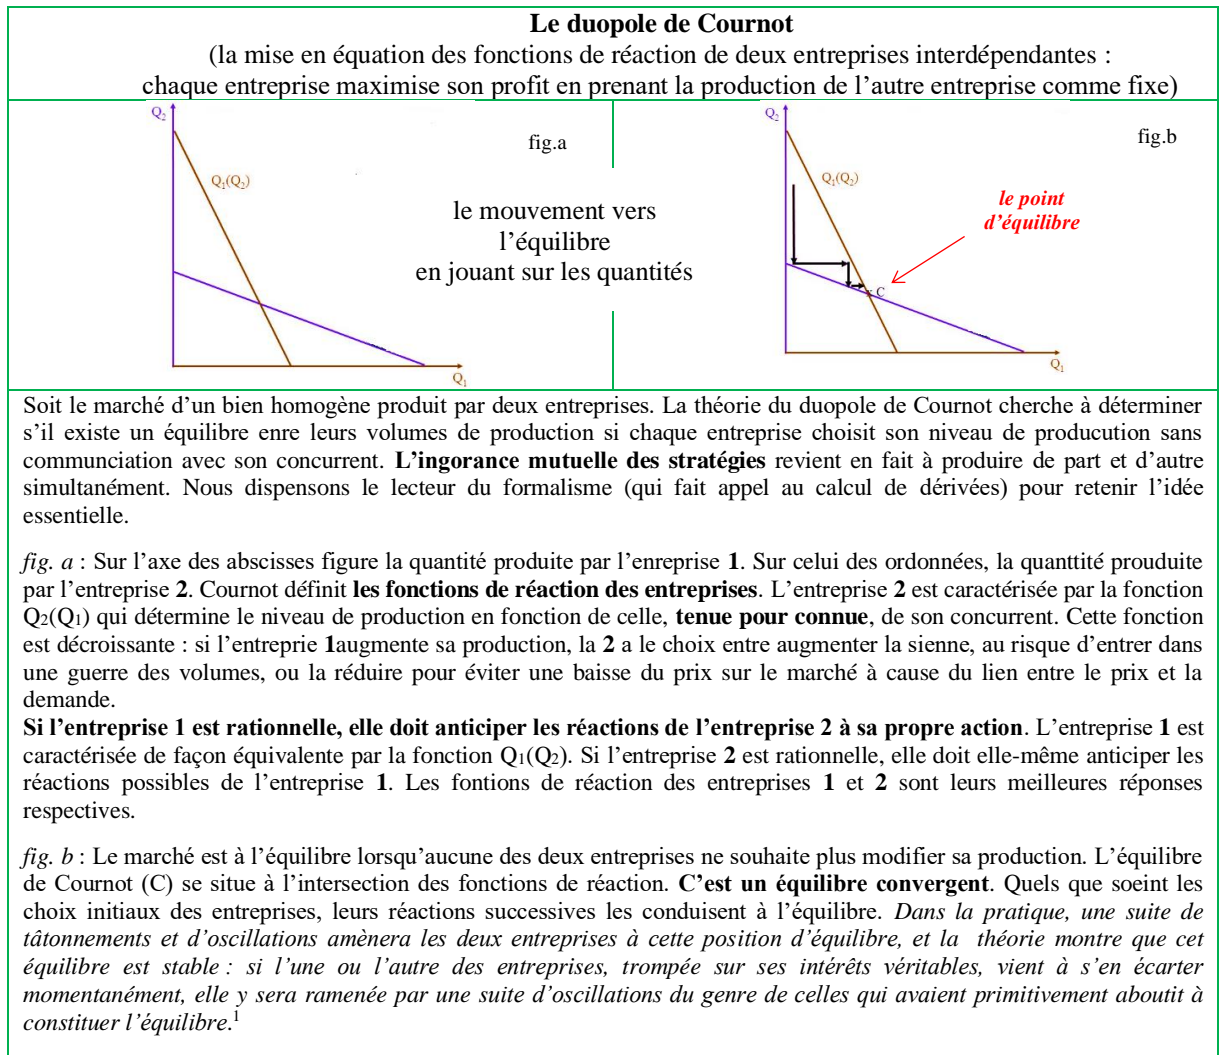 Le duopole de Cournot
(la mise en équation des fonctions de réaction de deux entreprises interdépendantes :
chaque entreprise maximise son profit en prenant la production de l'autre entreprise comme fixe)
Q₂
fig.a
Q₁(Q₂)
Q₁
le mouvement vers
l'équilibre
en jouant sur les quantités
Q₂
fig.b
Q₁(Q₂)
le point
d'équilibre
C
Q₁
Soit le marché d'un bien homogène produit par deux entreprises. La théorie du duopole de Cournot cherche à déterminer
s'il existe un équilibre enre leurs volumes de production si chaque entreprise choisit son niveau de producution sans
communciation avec son concurrent. L'ingorance mutuelle des stratégies revient en fait à produire de part et d'autre
simultanément. Nous dispensons le lecteur du formalisme (qui fait appel au calcul de dérivées) pour retenir l'idée
essentielle.
fig. a : Sur l'axe des abscisses figure la quantité produite par l'enreprise 1. Sur celui des ordonnées, la quanttité prouduite
par l'entreprise 2. Cournot définit les fonctions de réaction des entreprises. L'entreprise 2 est caractérisée par la fonction
Q₂(Q₁) qui détermine le niveau de production en fonction de celle, tenue pour connue, de son concurrent. Cette fonction
est décroissante : si l'entreprie 1augmente sa production, la 2 a le choix entre augmenter la sienne, au risque d'entrer dans
une guerre des volumes, ou la réduire pour éviter une baisse du prix sur le marché à cause du lien entre le prix et la
demande.
Si l'entreprise 1 est rationnelle, elle doit anticiper les réactions de l'entreprise 2 à sa propre action. L'entreprise 1 est
caractérisée de façon équivalente par la fonction Q₁(Q₂). Si l'entreprise 2 est rationnelle, elle doit elle-même anticiper les
réactions possibles de l'entreprise 1. Les fontions de réaction des entreprises 1 et 2 sont leurs meilleures réponses
respectives.
fig. b : Le marché est à l'équilibre lorsqu'aucune des deux entreprises ne souhaite plus modifier sa production. L'équilibre
de Cournot (C) se situe à l'intersection des fonctions de réaction. C'est un équilibre convergent. Quels que soeint les
choix initiaux des entreprises, leurs réactions successives les conduisent à l'équilibre. Dans la pratique, une suite de
tâtonnements et d'oscillations amènera les deux entreprises à cette position d'équilibre, et la théorie montre que cet
équilibre est stable : si l'une ou l'autre des entreprises, trompée sur ses intérêts véritables, vient à s'en écarter
momentanément, elle y sera ramenée par une suite d'oscillations du genre de celles qui avaient primitivement aboutit à
constituer l'équilibre.¹